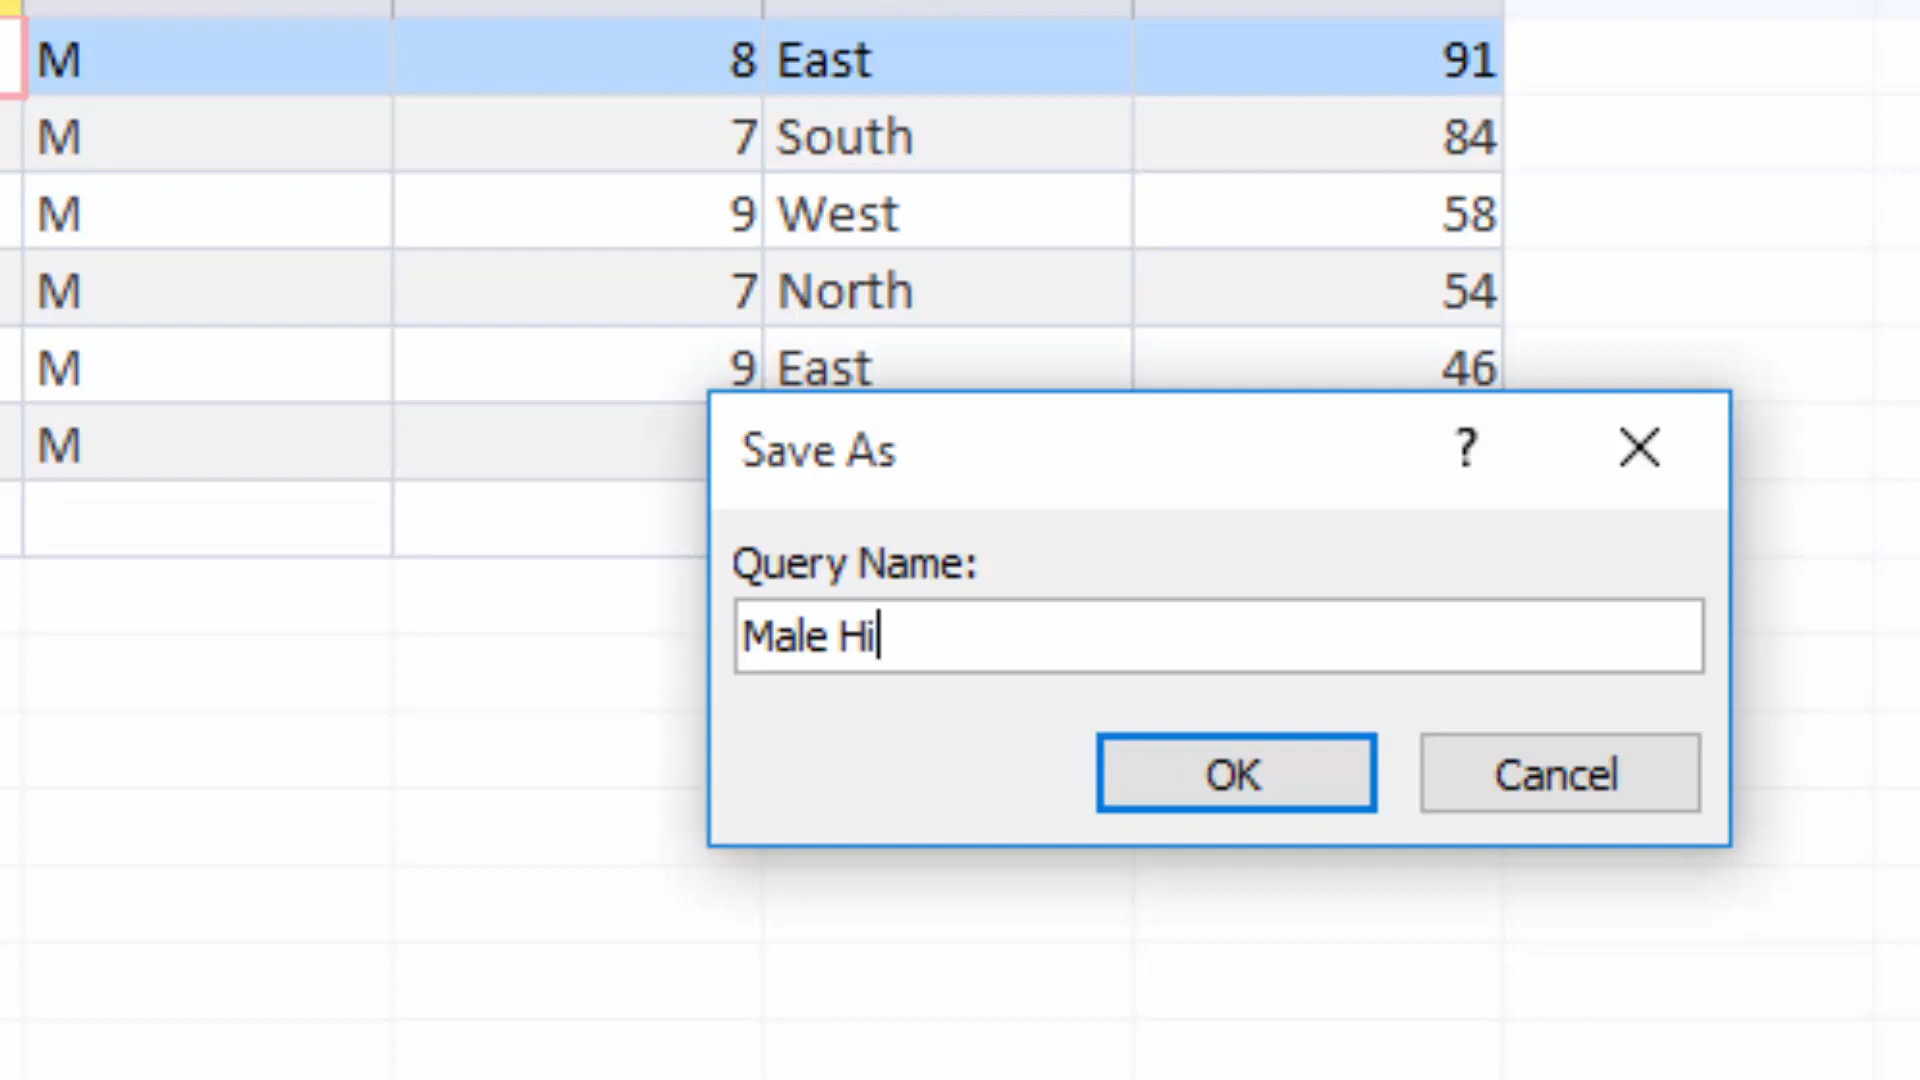 M 8 East 91
M 7 South 84
M 9 West 58
M 7 North 54
M 9 East 46
M
Save As ?
Query Name:
Male Hi
OK Cancel